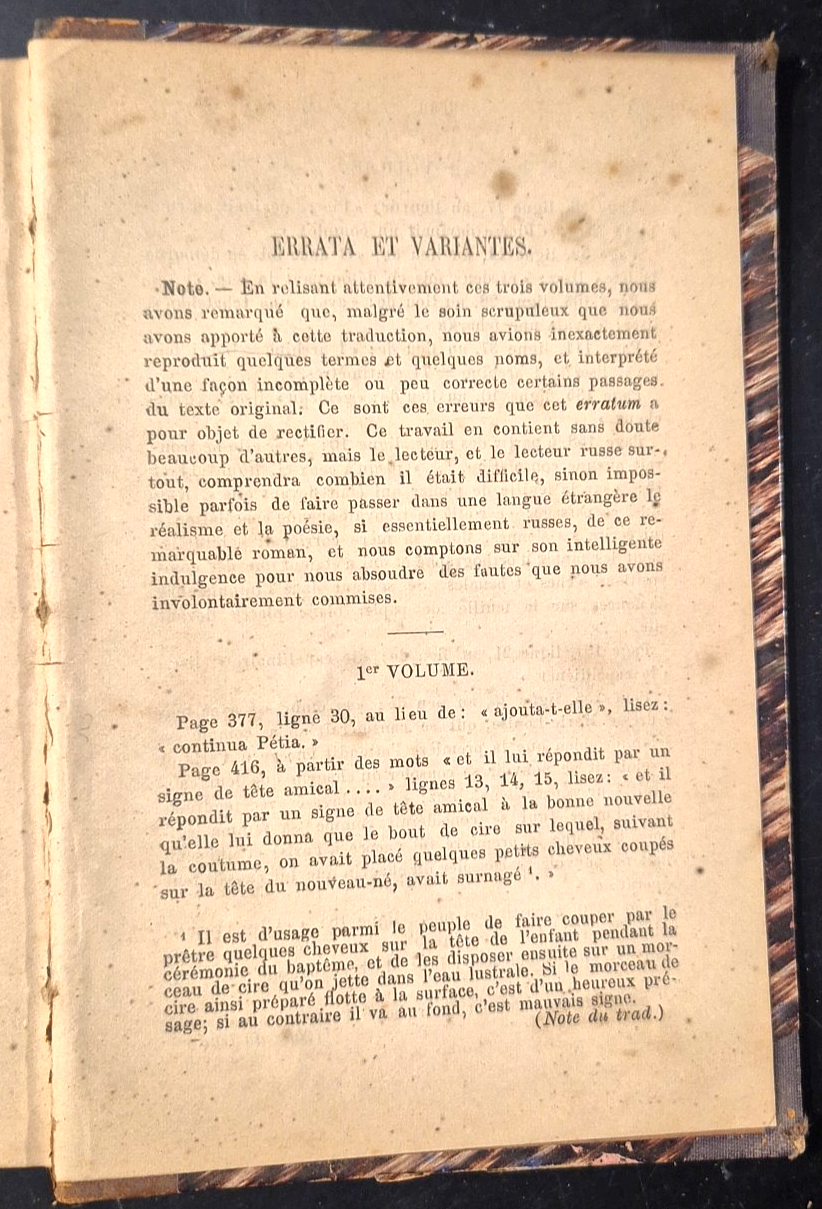 ERRATA ET VARIANTES.
Note. — En relisant attentivement ces trois volumes, nous
avons remarqué que, malgré le soin scrupuleux que nous
avons apporté à cette traduction, nous avions inexactement
reproduit quelques termes et quelques noms, et interprété
d'une façon incomplète ou peu correcte certains passages
du texte original. Ce sont ces erreurs que cet erratum a
pour objet de rectifier. Ce travail en contient sans doute
beaucoup d'autres, mais le lecteur, et le lecteur russe sur-
tout, comprendra combien il était difficile, sinon impos-
sible parfois de faire passer dans une langue étrangère le
réalisme et la poésie, si essentiellement russes, de ce re-
marquable roman, et nous comptons sur son intelligente
indulgence pour nous absoudre des fautes que nous avons
involontairement commises.
1er VOLUME.
Page 377, ligne 30, au lieu de : « ajouta-t-elle », lisez :
« continua Pétia. »
Page 416, à partir des mots « et il lui répondit par un
signe de tête amical .... » lignes 13, 14, 15, lisez : « et il
répondit par un signe de tête amical à la bonne nouvelle
qu'elle lui donna que le bout de cire sur lequel, suivant
la coutume, on avait placé quelques petits cheveux coupés
sur la tête du nouveau-né, avait surnagé ¹. »
¹ Il est d'usage parmi le peuple de faire couper par le
prêtre quelques cheveux sur la tête de l'enfant pendant la
cérémonie du baptême, et de les disposer ensuite sur un mor-
ceau de cire qu'on jette dans l'eau lustrale. Si le morceau de
cire ainsi préparé flotte à la surface, c'est d'un heureux pré-
sage; si au contraire il va au fond, c'est mauvais signe.
(Note du trad.)